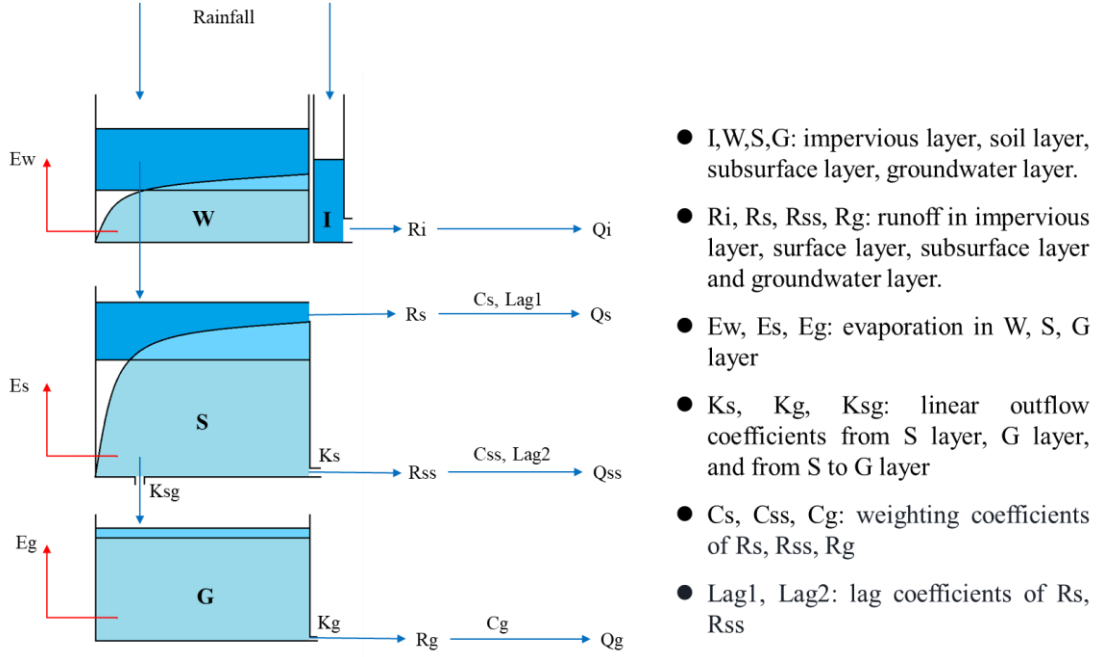 Rainfall
Ew
W
I
Ri
Qi
Rs
Cs, Lag1
Qs
Es
S
Ks
Rss
Css, Lag2
Qss
Ksg
Eg
G
Kg
Rg
Cg
Qg
● I,W,S,G: impervious layer, soil layer,
subsurface layer, groundwater layer.
● Ri, Rs, Rss, Rg: runoff in impervious
layer, surface layer, subsurface layer
and groundwater layer.
● Ew, Es, Eg: evaporation in W, S, G
layer
● Ks, Kg, Ksg: linear outflow
coefficients from S layer, G layer,
and from S to G layer
● Cs, Css, Cg: weighting coefficients
of Rs, Rss, Rg
● Lag1, Lag2: lag coefficients of Rs,
Rss